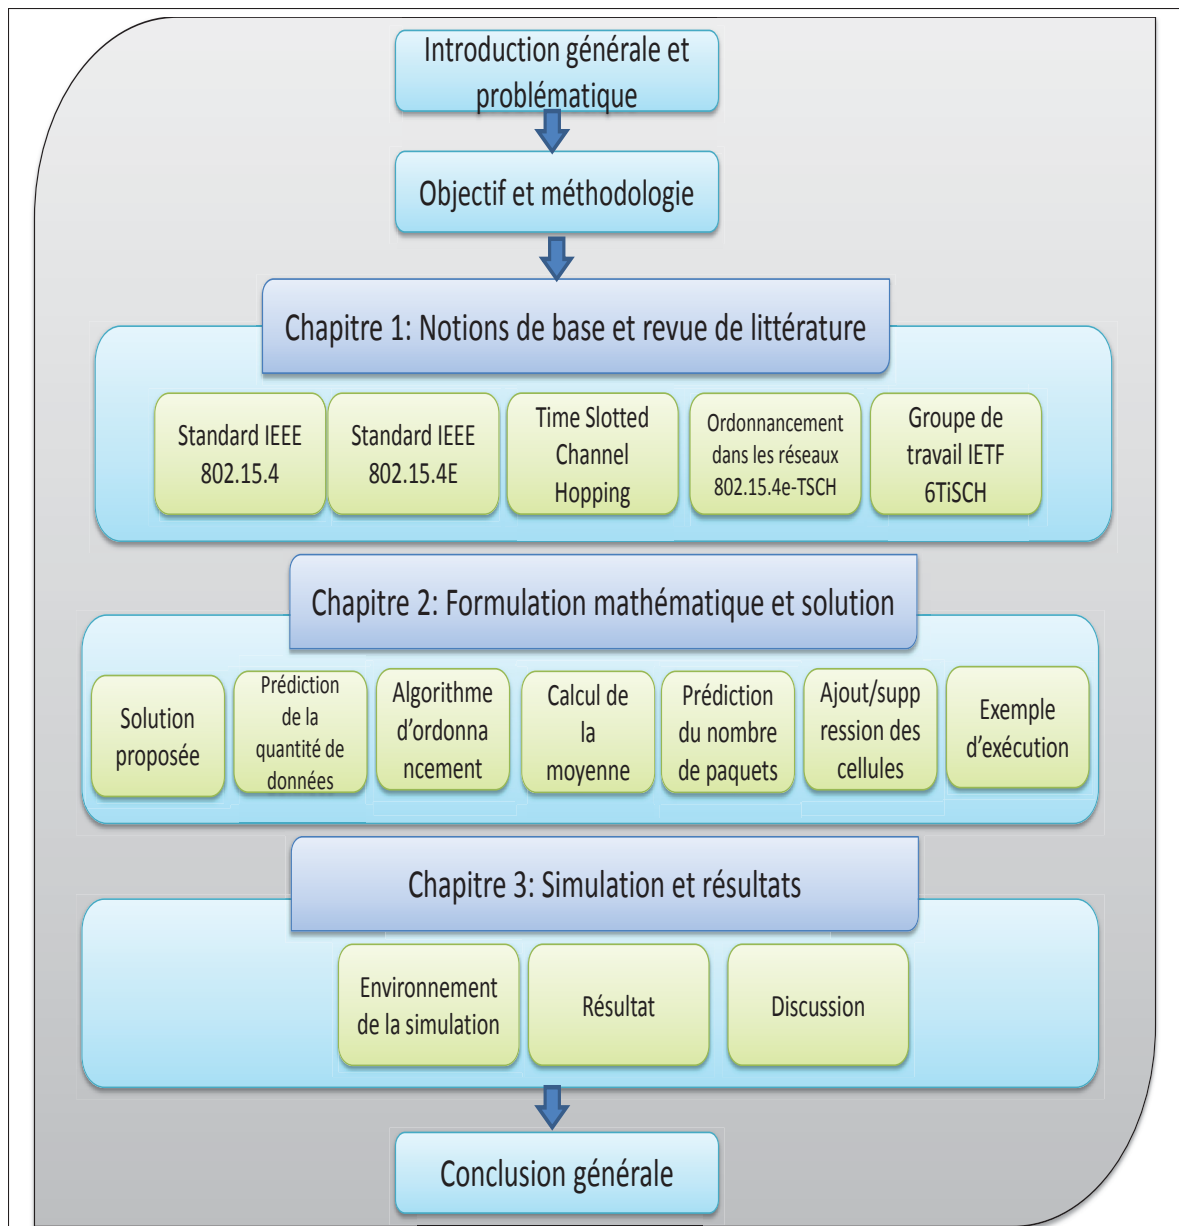 Introduction générale et
problématique
Objectif et méthodologie
Chapitre 1: Notions de base et revue de littérature
Standard IEEE
802.15.4
Standard IEEE
802.15.4E
Time Slotted
Channel
Hopping
Ordonnancement
dans les réseaux
802.15.4e-TSCH
Groupe de
travail IETF
6TiSCH
Chapitre 2: Formulation mathématique et solution
Solution
proposée
Prédiction
de la
quantité de
données
Algorithme
d’ordonna
ncement
Calcul de
la
moyenne
Prédiction
du nombre
de paquets
Ajout/supp
ression des
cellules
Exemple
d’exécution
Chapitre 3: Simulation et résultats
Environnement
de la simulation
Résultat
Discussion
Conclusion générale